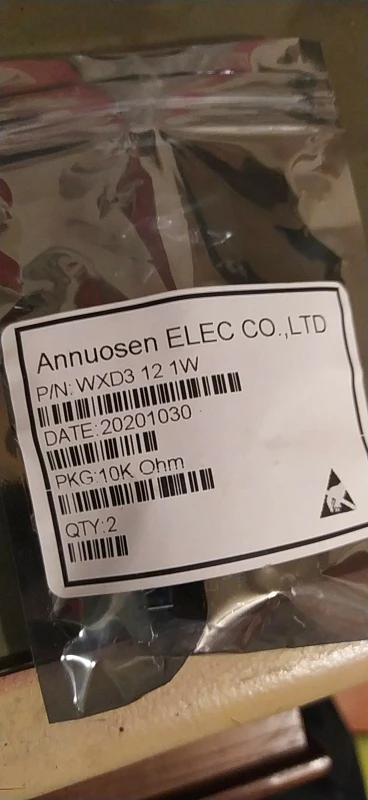 Annuosen ELEC CO.,LTD
P/N:WXD3 12 1W
DATE:20201030
PKG:10K Ohm
QTY:2